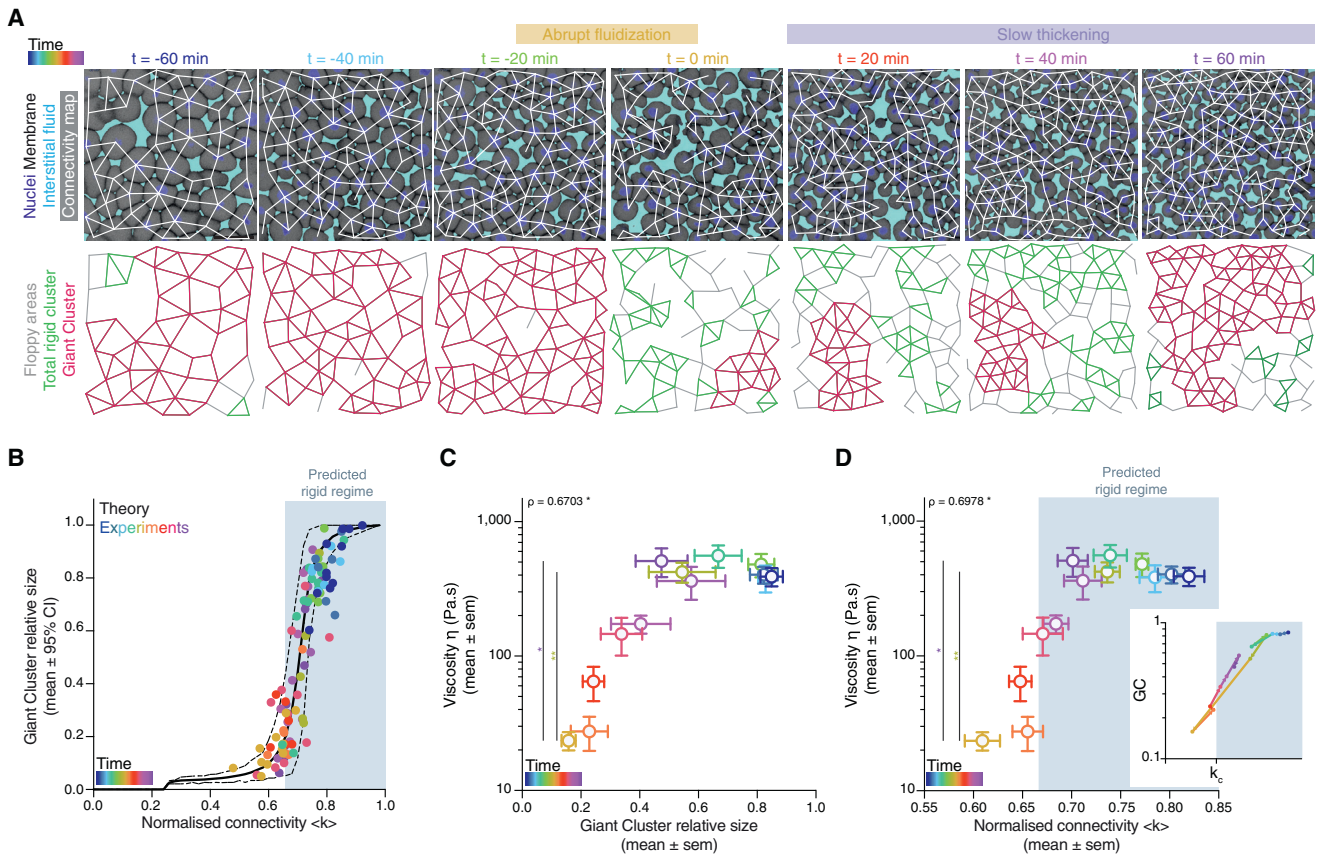 A
Abrupt fluidization
Slow thickening
Time
t = -60 min
t = -40 min
t = -20 min
t = 0 min
t = 20 min
t = 40 min
t = 60 min
Nuclei Membrane
Interstitial fluid
Connectivity map
Floppy areas
Total rigid cluster
Giant Cluster
B
Predicted
rigid regime
Theory
Experiments
Giant Cluster relative size
(mean ± 95% CI)
1.0
0.8
0.6
0.4
0.2
0.0
Time
0.0
0.2
0.4
0.6
0.8
1.0
Normalised connectivity <k>
C
ρ = 0.6703 *
Viscosity η (Pa.s)
(mean ± sem)
1,000
100
10
*
**
Time
0.0
0.2
0.4
0.6
0.8
1.0
Giant Cluster relative size
(mean ± sem)
D
Predicted
rigid regime
ρ = 0.6978 *
Viscosity η (Pa.s)
(mean ± sem)
1,000
100
10
*
**
Time
0.55
0.60
0.65
0.70
0.75
0.80
0.85
Normalised connectivity <k>
(mean ± sem)
GC
1
0.1
k_c